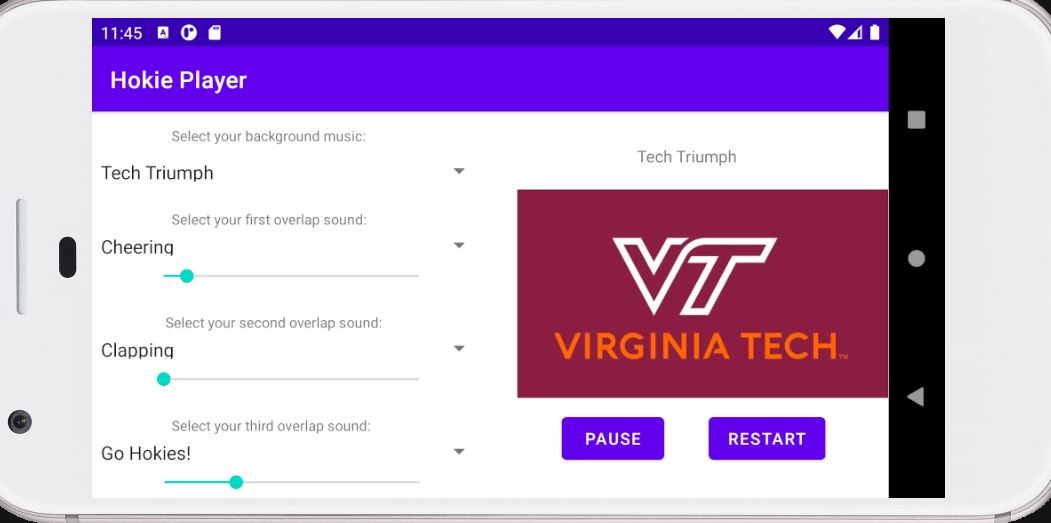 11:45
Hokie Player
Select your background music:
Tech Triumph
Select your first overlap sound:
Cheering
Select your second overlap sound:
Clapping
Select your third overlap sound:
Go Hokies!
Tech Triumph
VT
VIRGINIA TECH™
PAUSE
RESTART